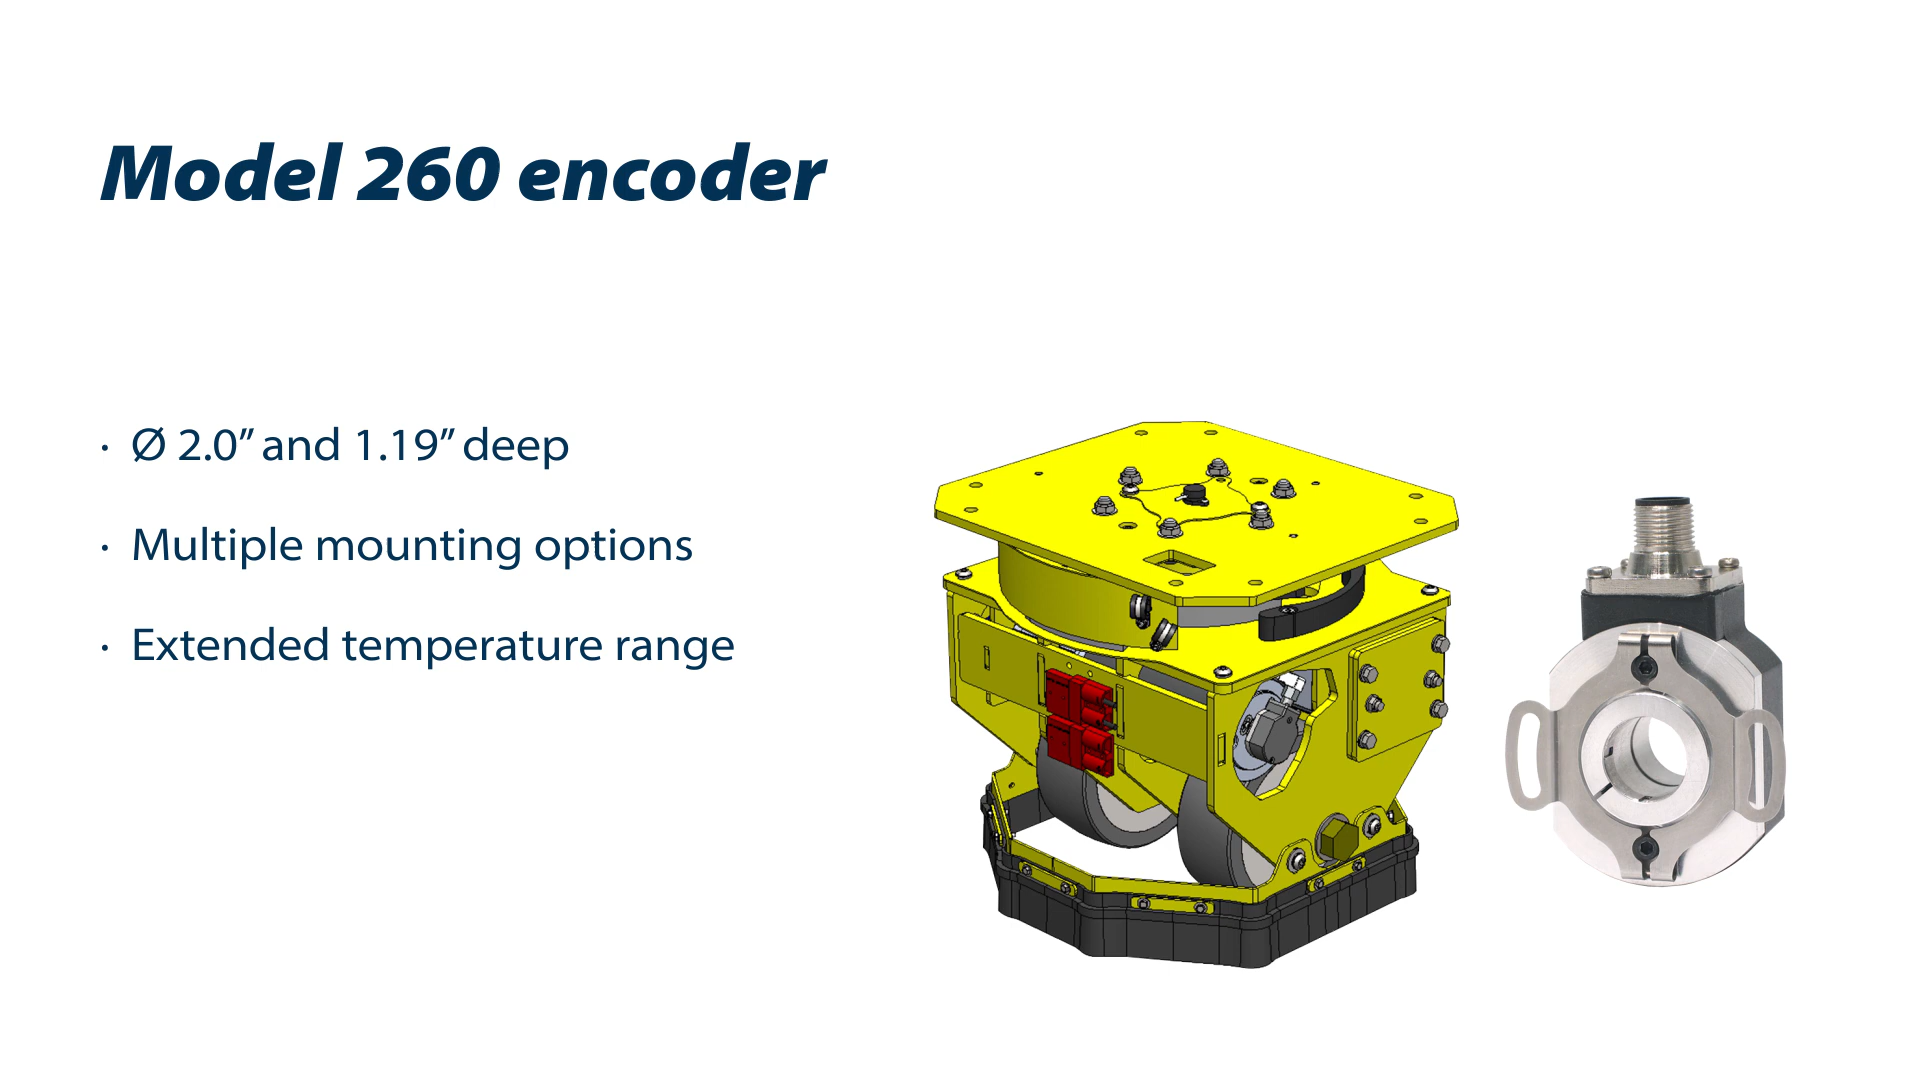 Model 260 encoder
· Ø 2.0” and 1.19” deep
· Multiple mounting options
· Extended temperature range